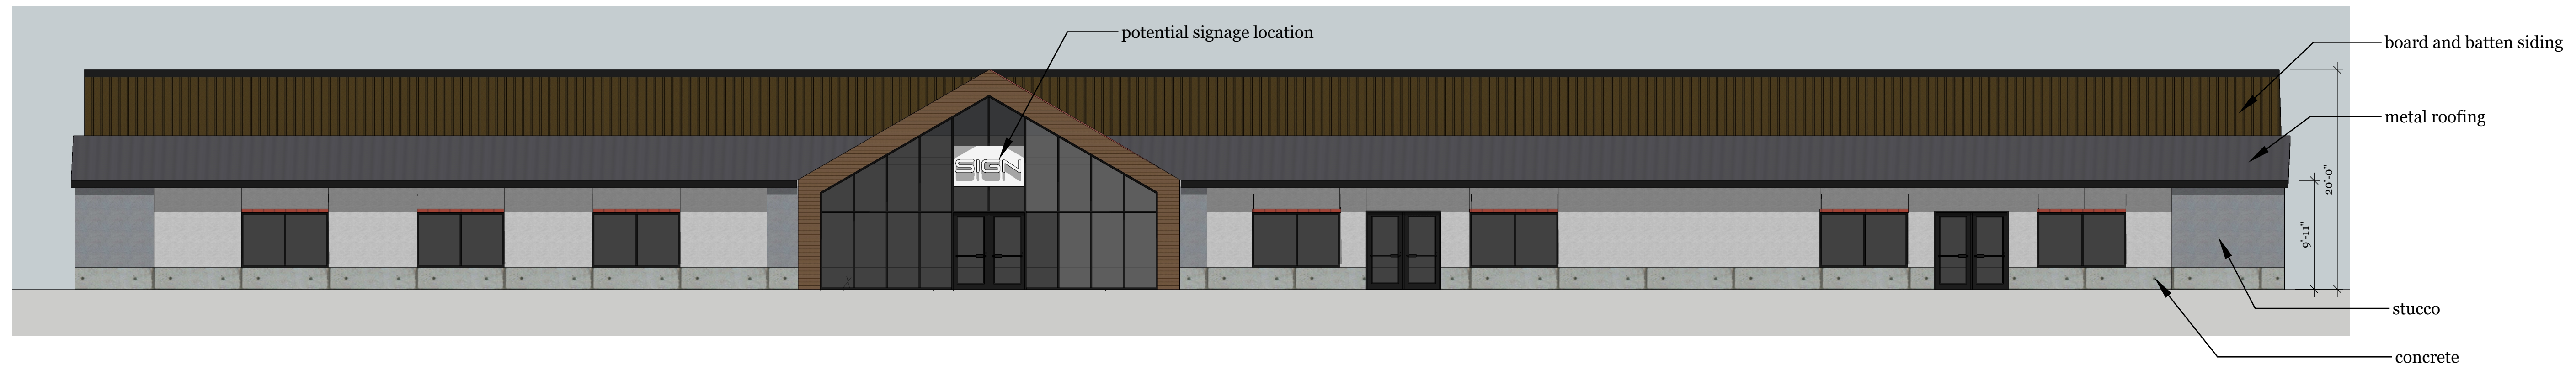 potential signage location
board and batten siding
metal roofing
SIGN
20'-0"
9'-11"
stucco
concrete